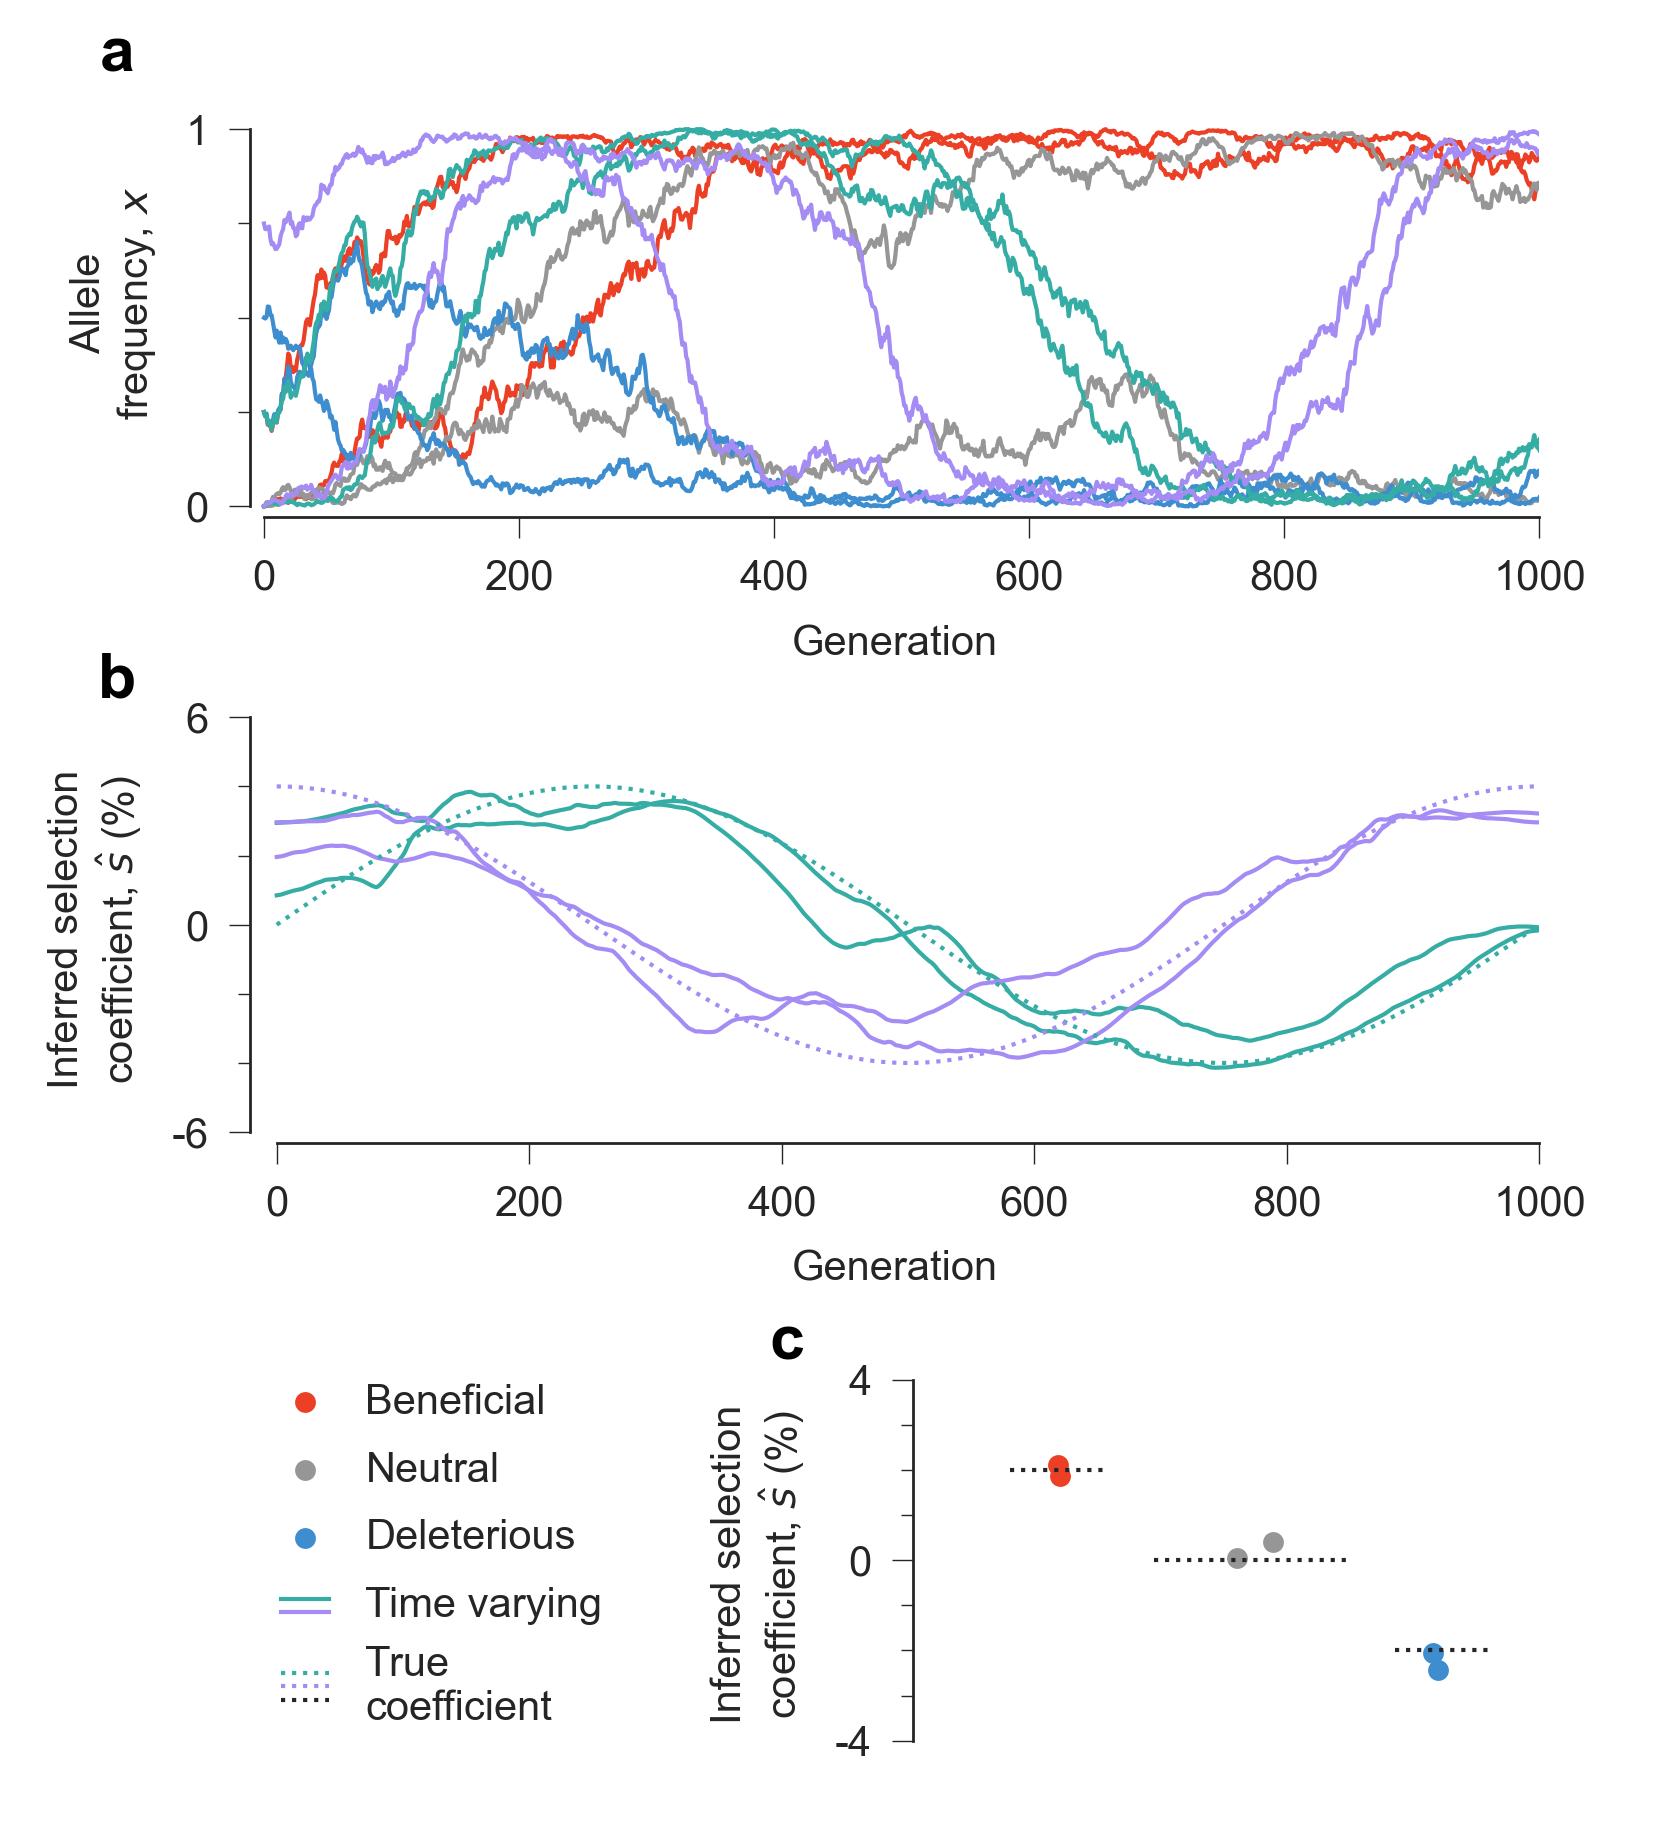 a
Allele
frequency, x
1
0
0 200 400 600 800 1000
Generation
b
Inferred selection
coefficient, ŝ (%)
6
0
-6
0 200 400 600 800 1000
Generation
Beneficial
Neutral
Deleterious
Time varying
True
coefficient
c
Inferred selection
coefficient, ŝ (%)
4
0
-4